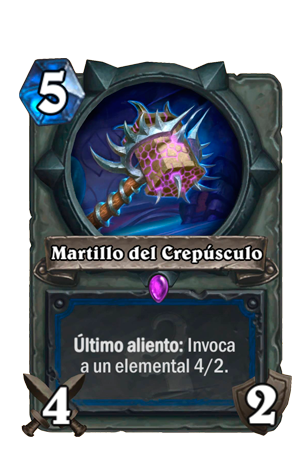 5
Martillo del Crepúsculo
Último aliento: Invoca
a un elemental 4/2.
4
2